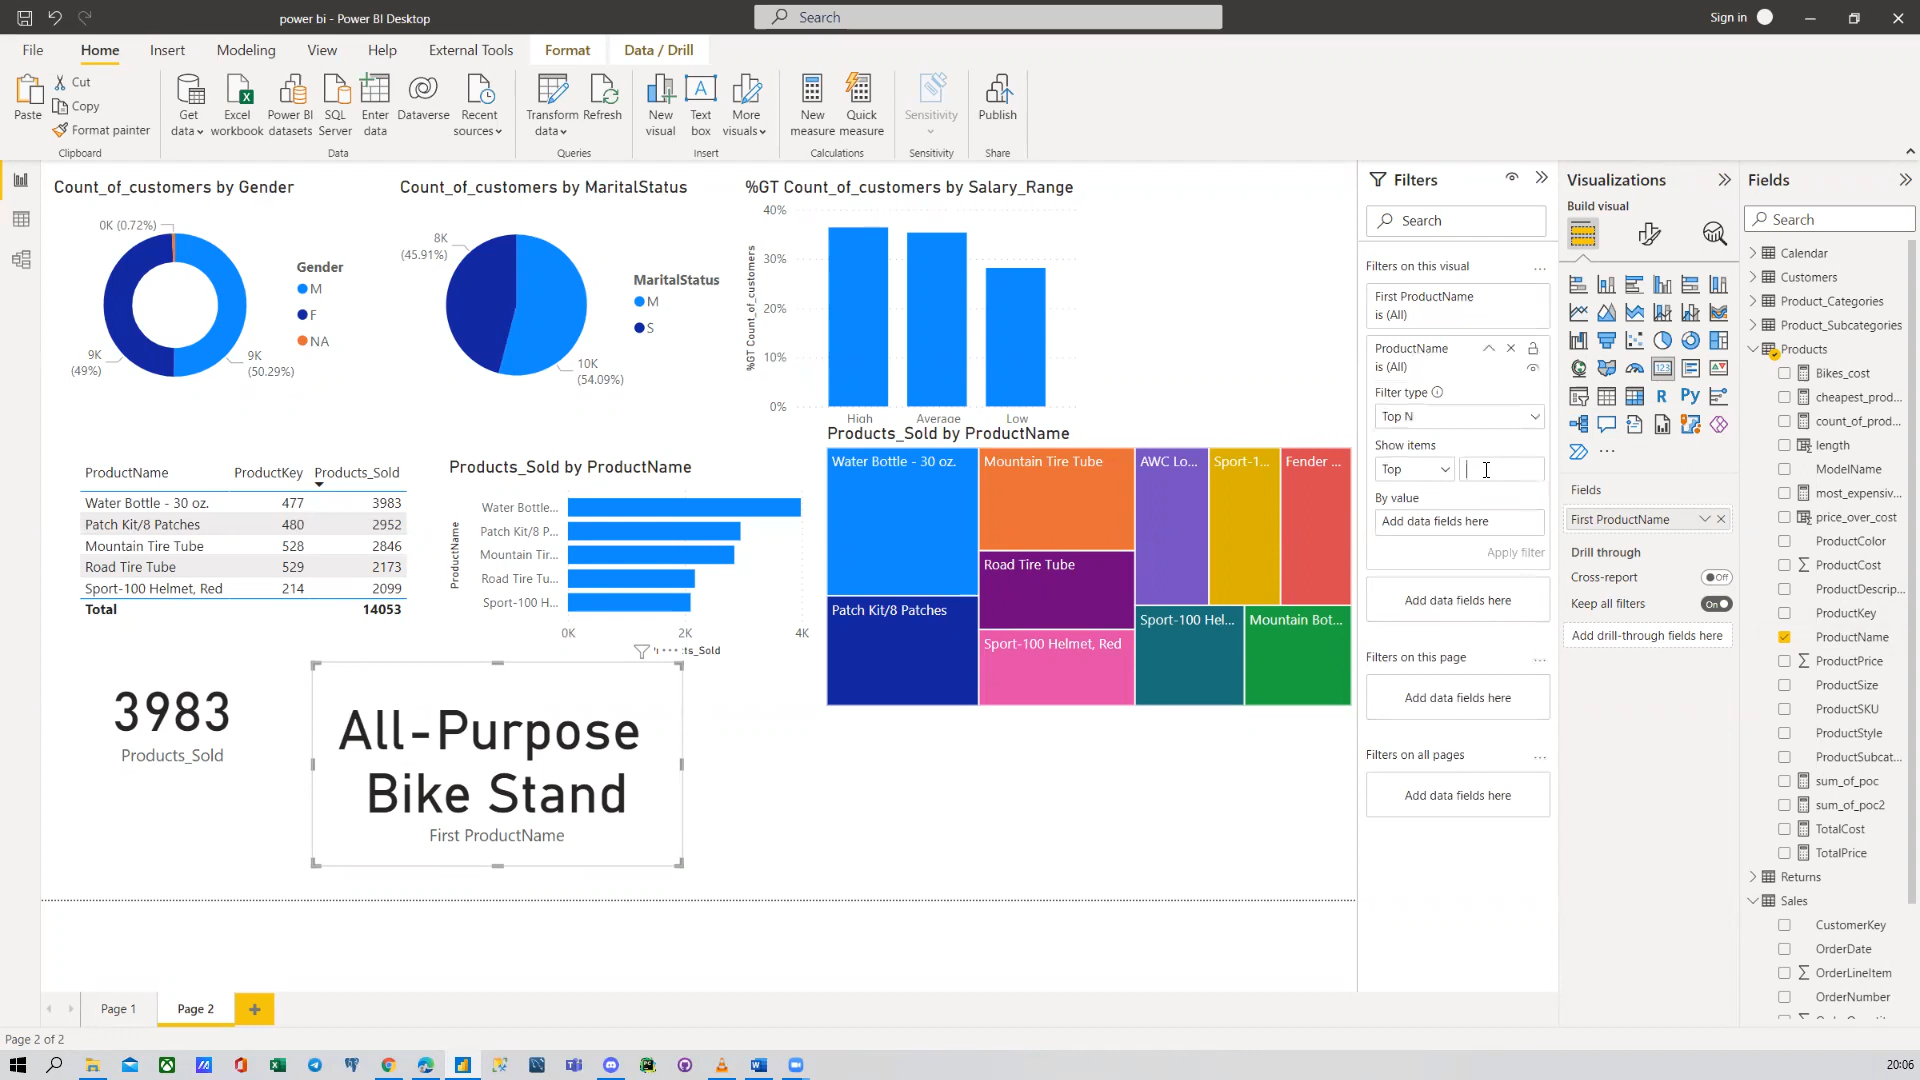 power bi - Power BI Desktop
Search
Sign in
File
Home
Insert
Modeling
View
Help
External Tools
Format
Data / Drill
Paste
Cut
Copy
Format painter
Clipboard
Get data
Excel workbook
Power BI datasets
SQL Server
Enter data
Dataverse
Recent sources
Data
Transform data
Refresh
Queries
New visual
Text box
More visuals
Insert
New measure
Quick measure
Calculations
Sensitivity
Sensitivity
Publish
Share
Count_of_customers by Gender
0K (0.72%)
9K
(49%)
9K
(50.29%)
Gender
M
F
NA
Count_of_customers by MaritalStatus
8K
(45.91%)
10K
(54.09%)
MaritalStatus
M
S
%GT Count_of_customers by Salary_Range
%GT Count_of_customers
40%
30%
20%
10%
0%
High
Average
Low
ProductName ProductKey Products_Sold
Water Bottle - 30 oz. 477 3983
Patch Kit/8 Patches 480 2952
Mountain Tire Tube 528 2846
Road Tire Tube 529 2173
Sport-100 Helmet, Red 214 2099
Total 14053
Products_Sold by ProductName
ProductName
Water Bottle...
Patch Kit/8 P...
Mountain Tir...
Road Tire Tu...
Sport-100 H...
0K
2K
4K
ts_Sold
Products_Sold by ProductName
Water Bottle - 30 oz.
Patch Kit/8 Patches
Mountain Tire Tube
Road Tire Tube
Sport-100 Helmet, Red
AWC Lo...
Sport-1...
Fender ...
Sport-100 Hel...
Mountain Bot...
3983
Products_Sold
All-Purpose
Bike Stand
First ProductName
Filters
Search
Filters on this visual
...
First ProductName
is (All)
ProductName
is (All)
Filter type
Top N
Show items
Top
By value
Add data fields here
Apply filter
Add data fields here
Filters on this page
...
Add data fields here
Filters on all pages
...
Add data fields here
Visualizations
Build visual
R
Py
123
...
Fields
First ProductName
Drill through
Cross-report
Off
Keep all filters
On
Add drill-through fields here
Fields
Search
Calendar
Customers
Product_Categories
Product_Subcategories
Products
Bikes_cost
cheapest_prod...
count_of_prod...
length
ModelName
most_expensiv...
price_over_cost
ProductColor
ProductCost
ProductDescrip...
ProductKey
ProductName
ProductPrice
ProductSize
ProductSKU
ProductStyle
ProductSubcat...
sum_of_poc
sum_of_poc2
TotalCost
TotalPrice
Returns
Sales
CustomerKey
OrderDate
OrderLineItem
OrderNumber
Page 1
Page 2
Page 2 of 2
20:06